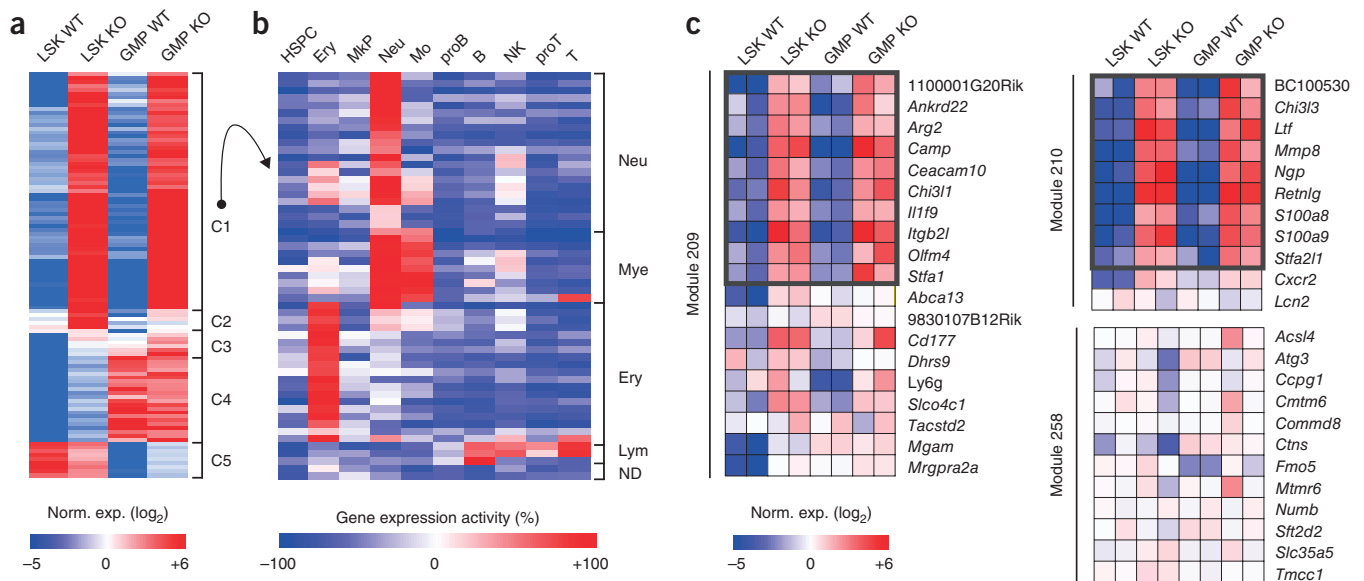 a
LSK WT
LSK KO
GMP WT
GMP KO
C1
C2
C3
C4
C5
Norm. exp. (log2)
–5
0
+6
b
HSPC
Ery
MkP
Neu
Mo
proB
B
NK
proT
T
Neu
Mye
Ery
Lym
ND
Gene expression activity (%)
–100
0
+100
c
LSK WT
LSK KO
GMP WT
GMP KO
Module 209
1100001G20Rik
Ankrd22
Arg2
Camp
Ceacam10
Chi3l1
Il1f9
Itgb2l
Olfm4
Stfa1
Abca13
9830107B12Rik
Cd177
Dhrs9
Ly6g
Slco4c1
Tacstd2
Mgam
Mrgpra2a
Norm. exp. (log2)
–5
0
+6
LSK WT
LSK KO
GMP WT
GMP KO
Module 210
BC100530
Chi3l3
Ltf
Mmp8
Ngp
Retnlg
S100a8
S100a9
Stfa2l1
Cxcr2
Lcn2
Module 258
Acsl4
Atg3
Ccpg1
Cmtm6
Commd8
Ctns
Fmo5
Mtmr6
Numb
Sft2d2
Slc35a5
Tmcc1